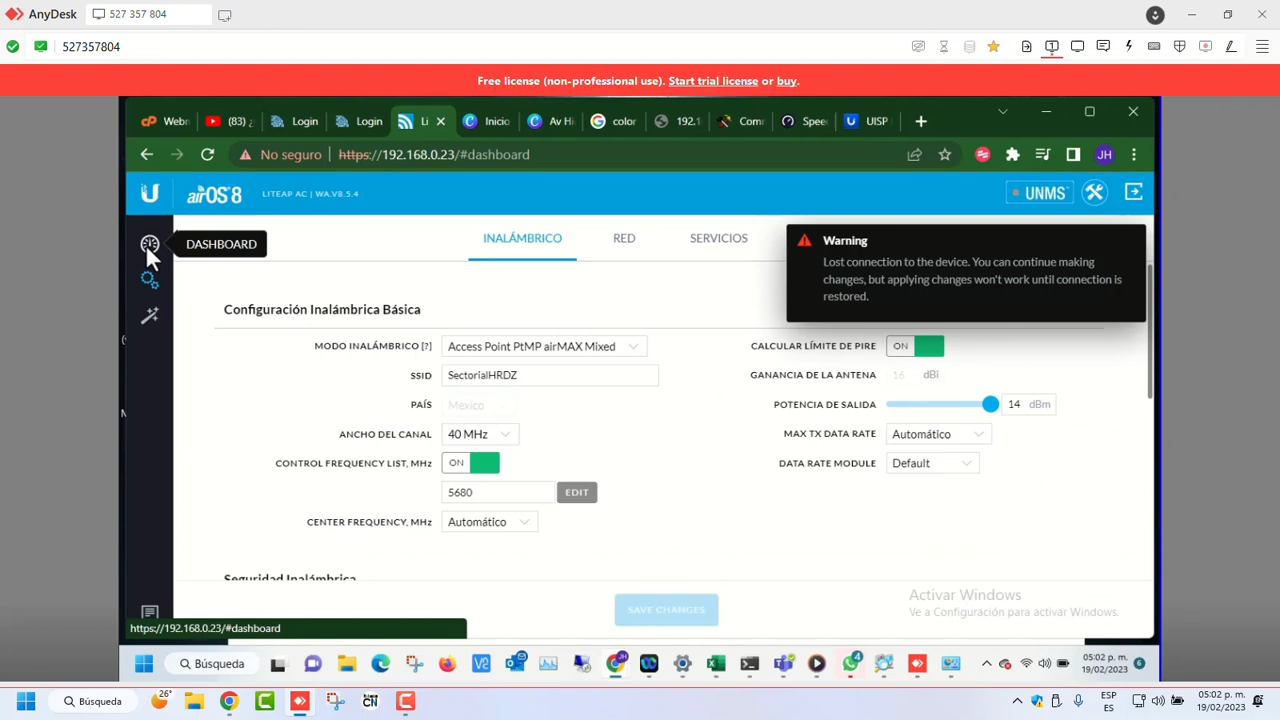 AnyDesk
527 357 804
527357804
Free license (non-professional use). Start trial license or buy.
Webm
(83) ¿
Login
Login
Li
Inicio
Av Hi
color
192.1
Com
Spee
UISP
No seguro
https://192.168.0.23/#dashboard
JH
airOS 8
LITEAP AC | WA.V8.5.4
UNMS
DASHBOARD
INALÁMBRICO
RED
SERVICIOS
Warning
Lost connection to the device. You can continue making
changes, but applying changes won't work until connection is
restored.
Configuración Inalámbrica Básica
MODO INALÁMBRICO [?]
Access Point PtMP airMAX Mixed
SSID
SectorialHRDZ
PAÍS
Mexico
ANCHO DEL CANAL
40 MHz
CONTROL FREQUENCY LIST, MHz
ON
5680
EDIT
CENTER FREQUENCY, MHz
Automático
CALCULAR LÍMITE DE PIRE
ON
GANANCIA DE LA ANTENA
16 dBi
POTENCIA DE SALIDA
14 dBm
MAX TX DATA RATE
Automático
DATA RATE MODULE
Default
Seguridad Inalámbrica
SAVE CHANGES
Activar Windows
Ve a Configuración para activar Windows.
https://192.168.0.23/#dashboard
Búsqueda
4
05:02 p. m.
19/02/2023
6
Búsqueda
26°
ESP
ES
05:02 p. m.
19/02/2023